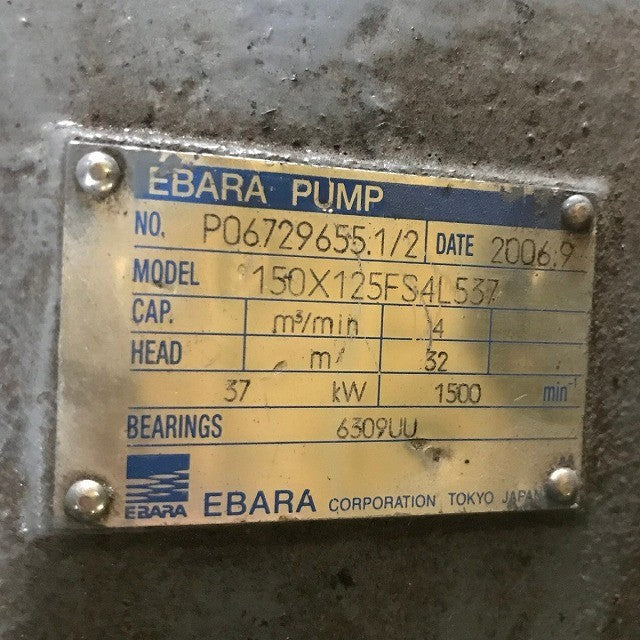 EBARA PUMP
NO. P06729655.1/2 DATE 2006.9
MODEL 150X125FS4L537
CAP. m³/min 4
HEAD m 32
37 kW 1500 min⁻¹
BEARINGS 6309UU
EBARA EBARA CORPORATION TOKYO JAPAN